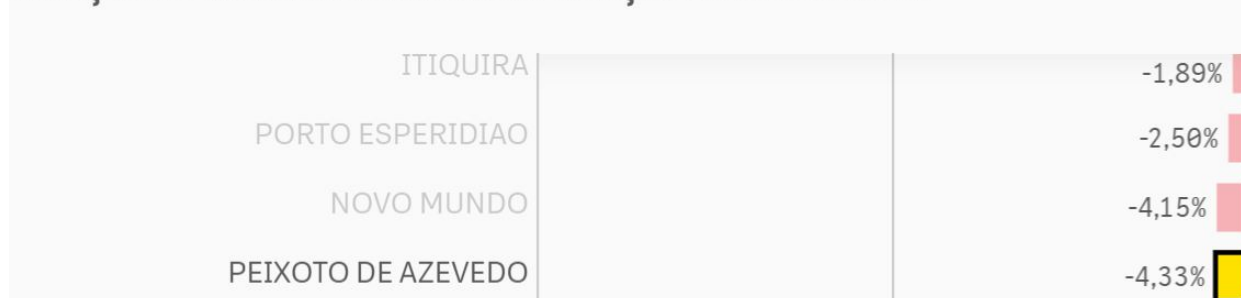 ITIQUIRA -1,89%
PORTO ESPERIDIAO -2,50%
NOVO MUNDO -4,15%
PEIXOTO DE AZEVEDO -4,33%